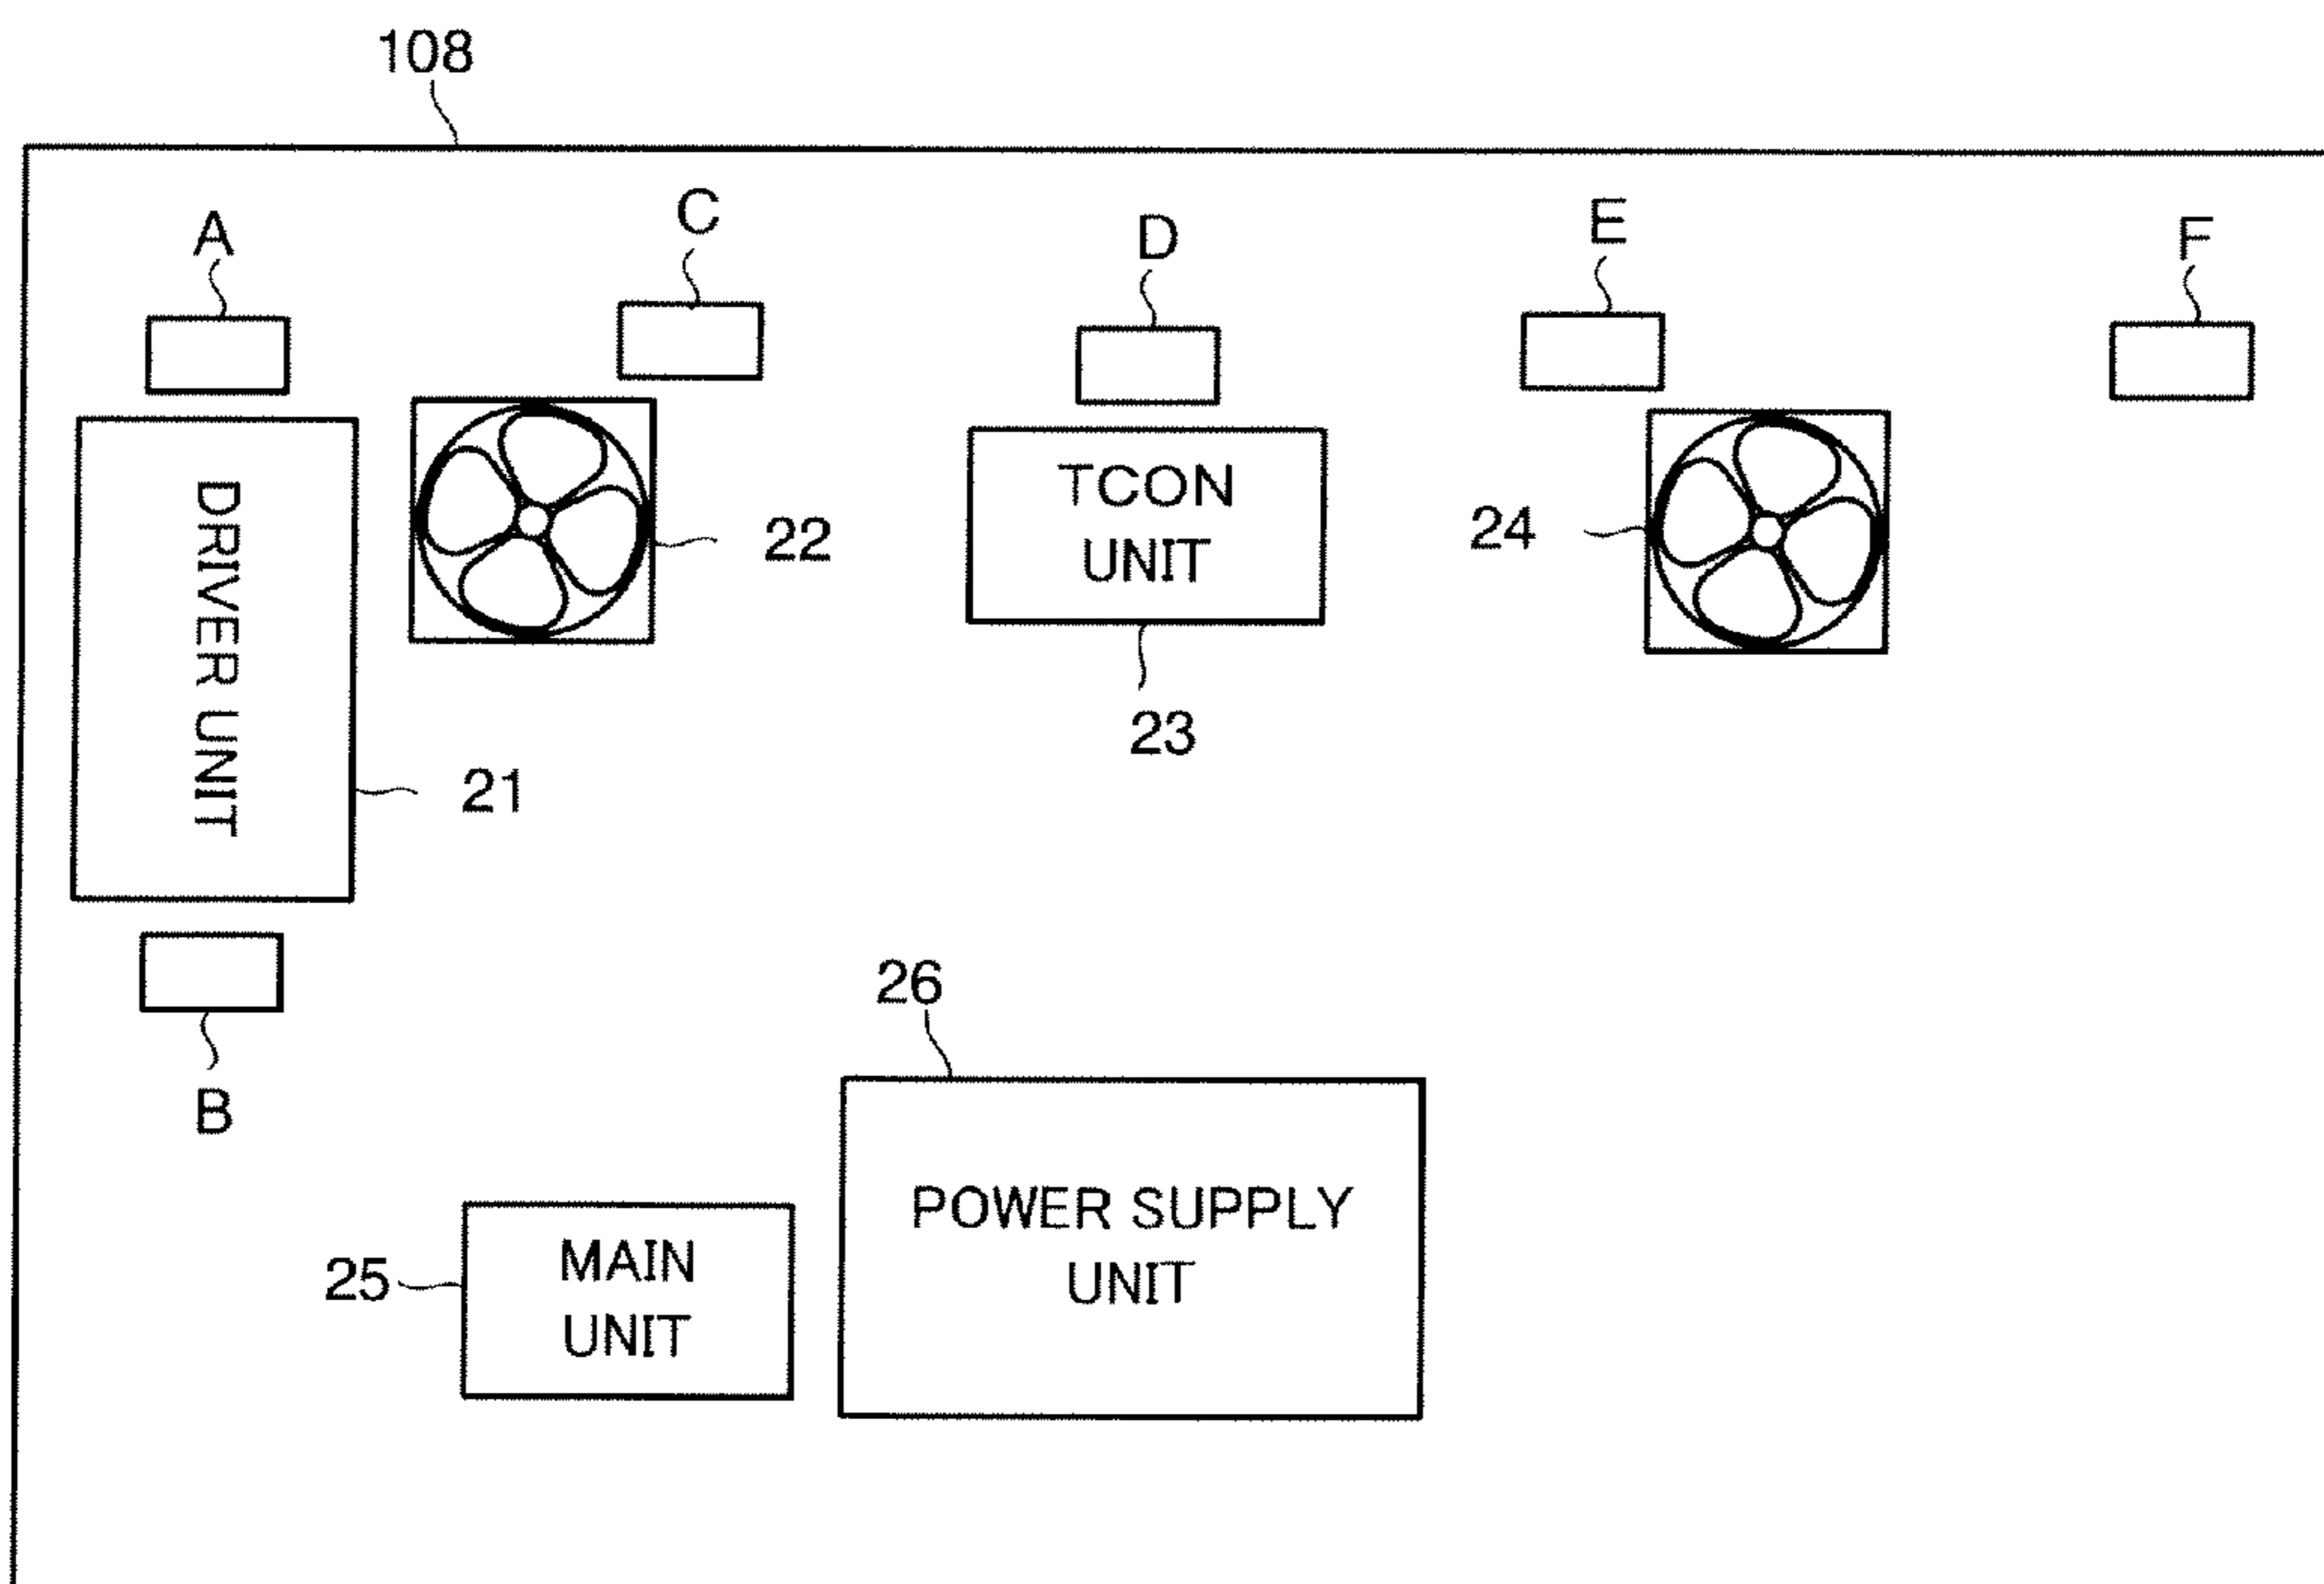 108
A
C
D
E
F
TCON
UNIT
22
24
DRIVER UNIT
23
21
26
B
POWER SUPPLY
UNIT
MAIN
UNIT
25